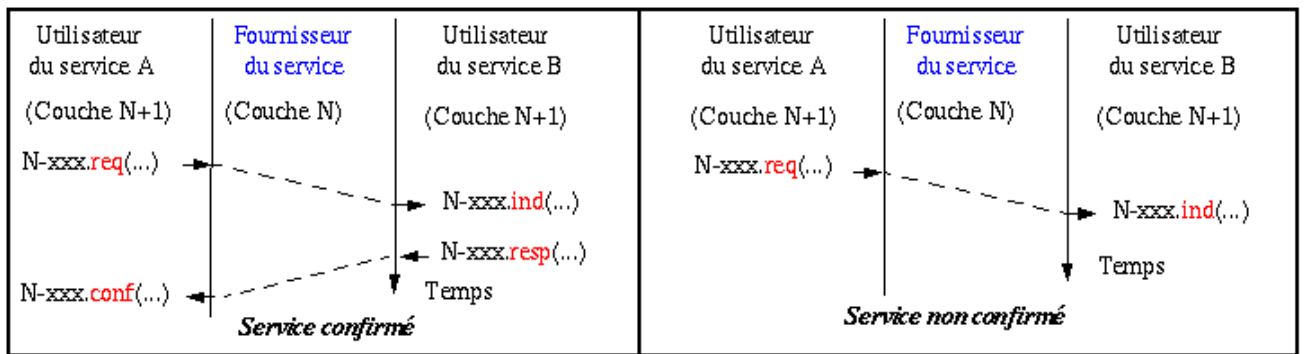 Utilisateur
du service A
(Couche N+1)
Fournisseur
du service
(Couche N)
Utilisateur
du service B
(Couche N+1)
N-xxx.req(...)
N-xxx.ind(...)
N-xxx.resp(...)
N-xxx.conf(...)
Temps
Service confirmé
Utilisateur
du service A
(Couche N+1)
Fournisseur
du service
(Couche N)
Utilisateur
du service B
(Couche N+1)
N-xxx.req(...)
N-xxx.ind(...)
Temps
Service non confirmé